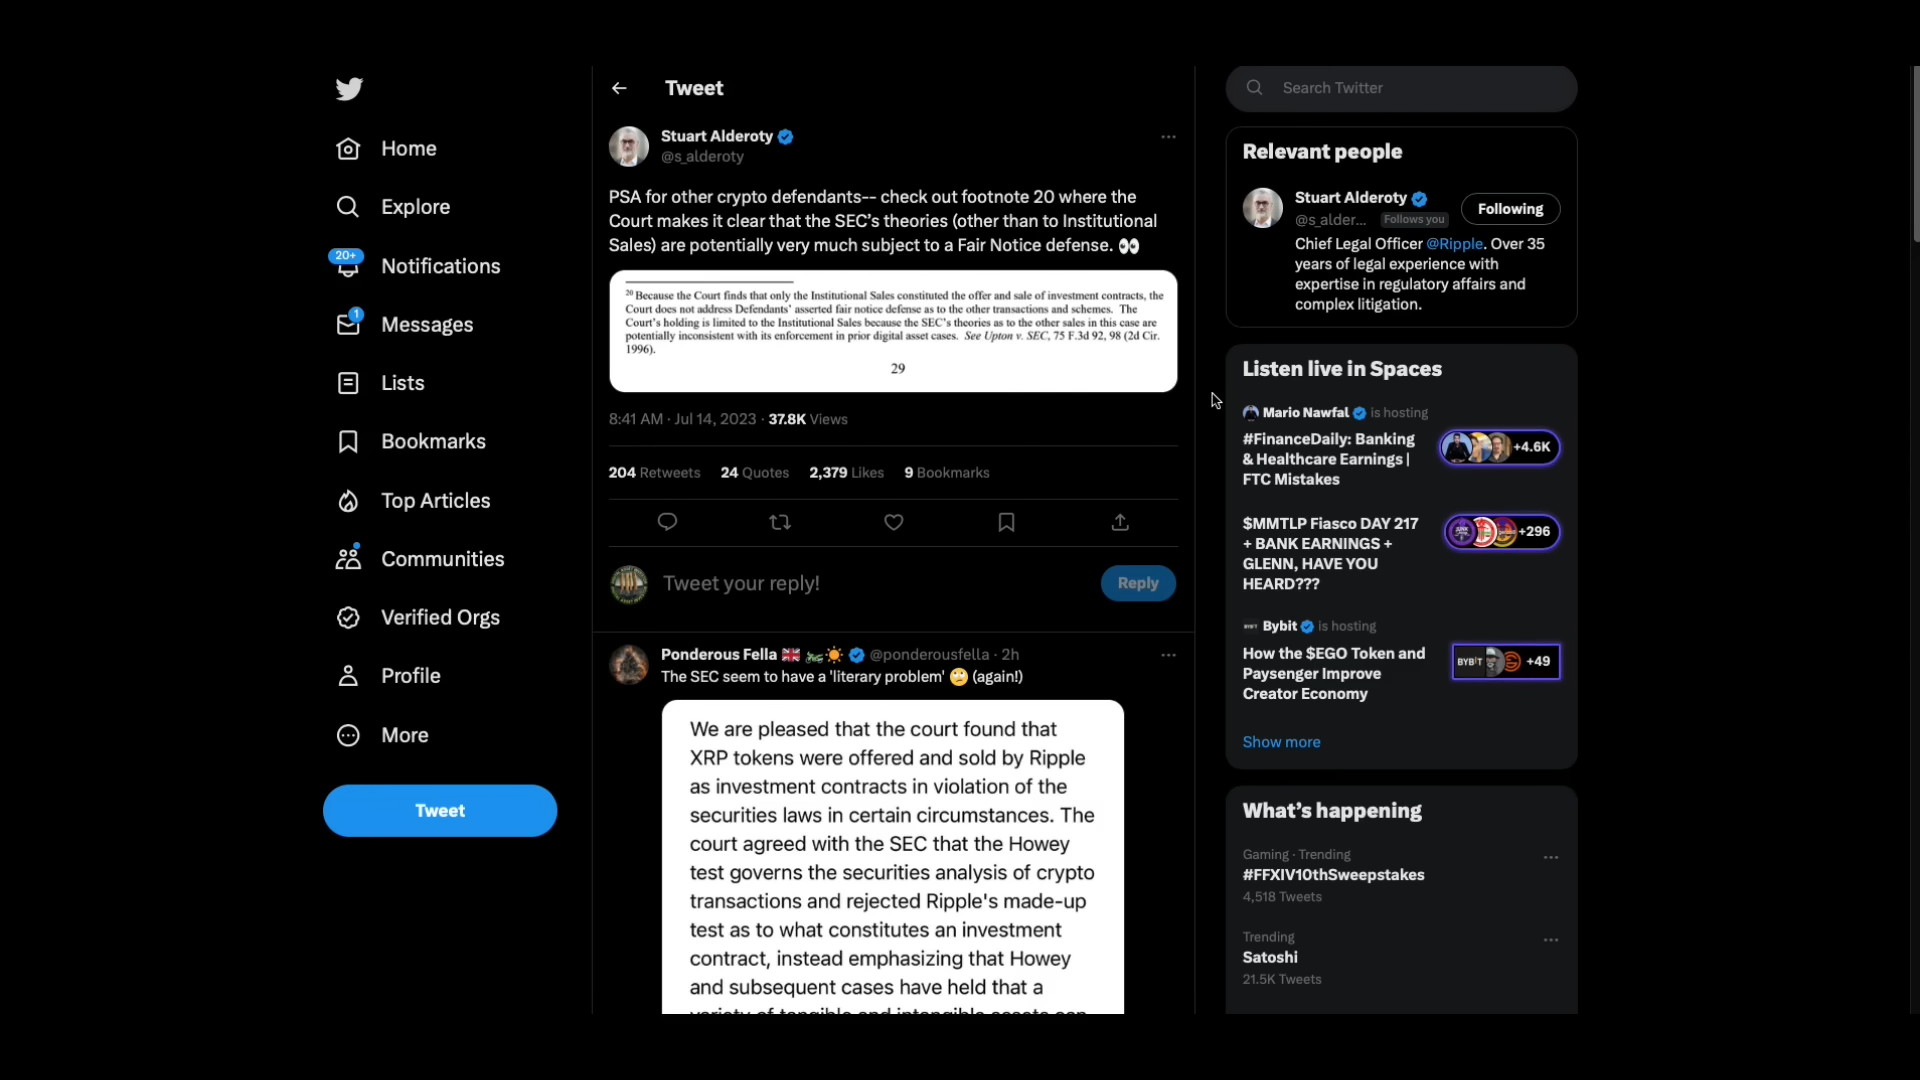 Home
Explore
20+
Notifications
1
Messages
Lists
Bookmarks
Top Articles
Communities
Verified Orgs
Profile
More
Tweet
Tweet
Stuart Alderoty
@s_alderoty
PSA for other crypto defendants-- check out footnote 20 where the
Court makes it clear that the SEC's theories (other than to Institutional
Sales) are potentially very much subject to a Fair Notice defense. 👀
20 Because the Court finds that only the Institutional Sales constituted the offer and sale of investment contracts, the
Court does not address Defendants' asserted fair notice defense as to the other transactions and schemes. The
Court's holding is limited to the Institutional Sales because the SEC's theories as to the other sales in this case are
potentially inconsistent with its enforcement in prior digital asset cases. See Upton v. SEC, 75 F.3d 92, 98 (2d Cir.
1996).
29
8:41 AM · Jul 14, 2023 · 37.8K Views
204 Retweets 24 Quotes 2,379 Likes 9 Bookmarks
Tweet your reply!
Reply
Ponderous Fella @ponderousfella · 2h
The SEC seem to have a 'literary problem' 🙄 (again!)
We are pleased that the court found that
XRP tokens were offered and sold by Ripple
as investment contracts in violation of the
securities laws in certain circumstances. The
court agreed with the SEC that the Howey
test governs the securities analysis of crypto
transactions and rejected Ripple's made-up
test as to what constitutes an investment
contract, instead emphasizing that Howey
and subsequent cases have held that a
variety of tangible and intangible assets can
Search Twitter
Relevant people
Stuart Alderoty
@s_alder... Follows you
Following
Chief Legal Officer @Ripple. Over 35
years of legal experience with
expertise in regulatory affairs and
complex litigation.
Listen live in Spaces
Mario Nawfal is hosting
#FinanceDaily: Banking
& Healthcare Earnings |
FTC Mistakes
+4.6K
$MMTLP Fiasco DAY 217
+ BANK EARNINGS +
GLENN, HAVE YOU
HEARD???
+296
Bybit is hosting
How the $EGO Token and
Paysenger Improve
Creator Economy
BYBIT
+49
Show more
What's happening
Gaming · Trending
#FFXIV10thSweepstakes
4,518 Tweets
Trending
Satoshi
21.5K Tweets